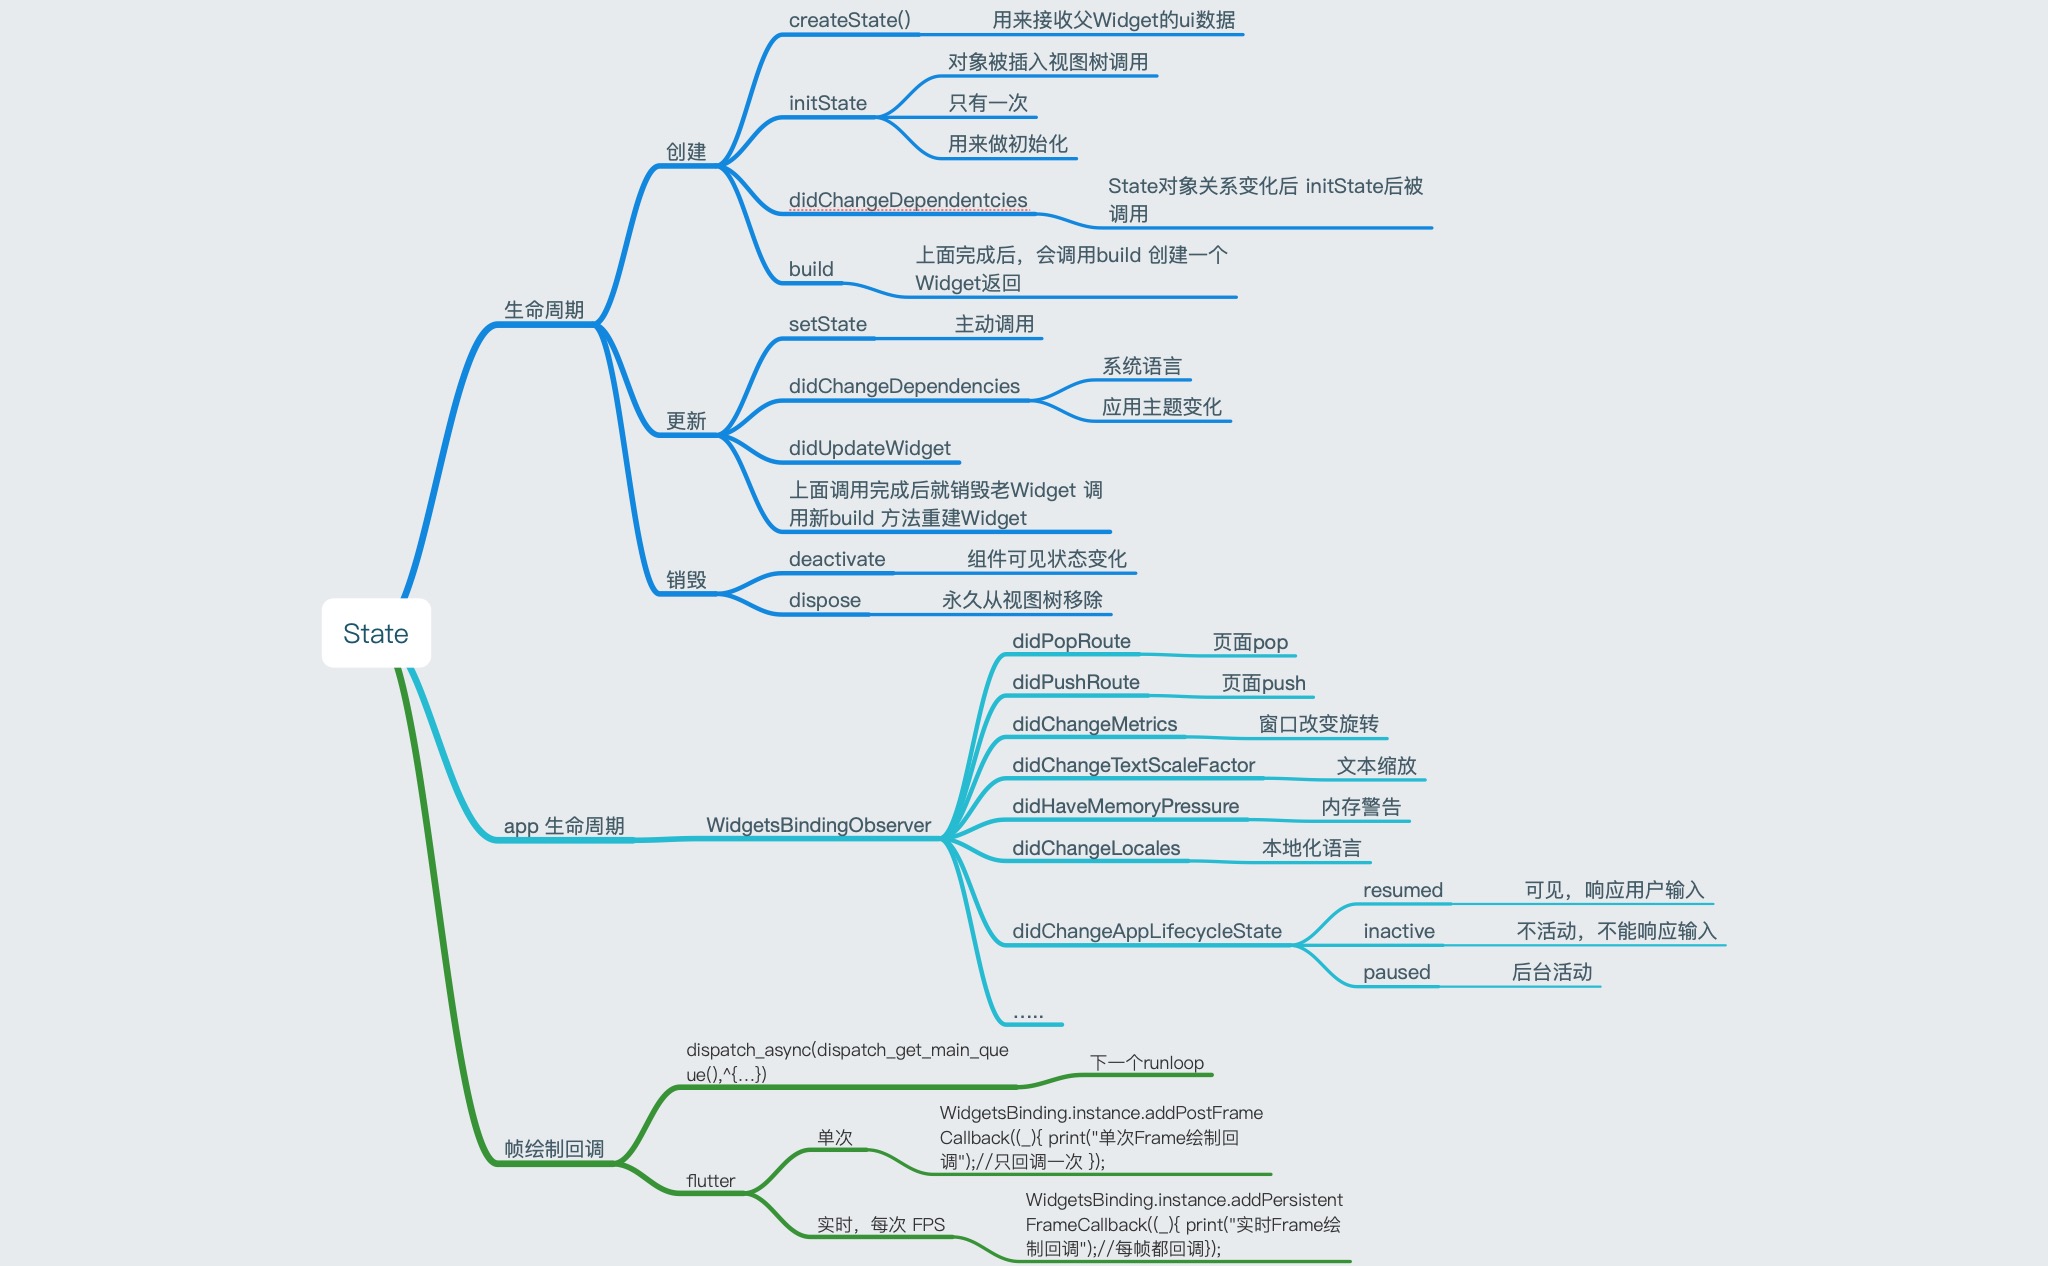 State
生命周期
创建
createState()
用来接收父Widget的ui数据
initState
对象被插入视图树调用
只有一次
用来做初始化
didChangeDependentcies
State对象关系变化后 initState后被
调用
build
上面完成后，会调用build 创建一个
Widget返回
更新
setState
主动调用
didChangeDependencies
系统语言
应用主题变化
didUpdateWidget
上面调用完成后就销毁老Widget 调
用新build 方法重建Widget
销毁
deactivate
组件可见状态变化
dispose
永久从视图树移除
app 生命周期
WidgetsBindingObserver
didPopRoute
页面pop
didPushRoute
页面push
didChangeMetrics
窗口改变旋转
didChangeTextScaleFactor
文本缩放
didHaveMemoryPressure
内存警告
didChangeLocales
本地化语言
didChangeAppLifecycleState
resumed
可见，响应用户输入
inactive
不活动，不能响应输入
paused
后台活动
.....
帧绘制回调
dispatch_async(dispatch_get_main_que
ue(),^{...})
下一个runloop
flutter
单次
WidgetsBinding.instance.addPostFrame
Callback((_){ print("单次Frame绘制回
调");//只回调一次 });
实时，每次 FPS
WidgetsBinding.instance.addPersistent
FrameCallback((_){ print("实时Frame绘
制回调");//每帧都回调});